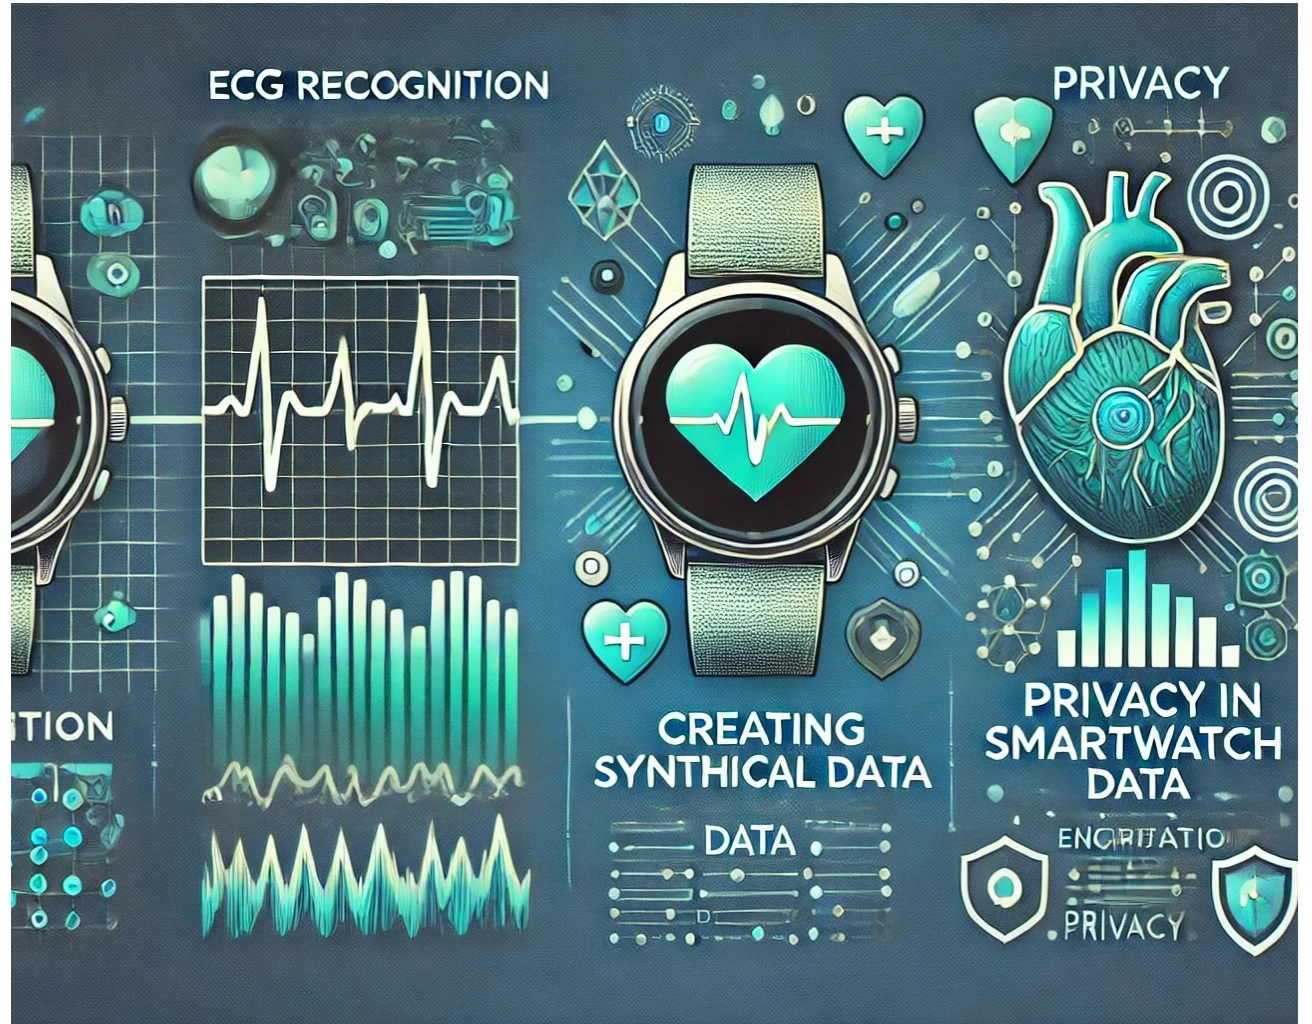 ECG RECOGNITION
PRIVACY
ITION
CREATING
SYNTHICAL DATA
DATA
PRIVACY IN
SMARTWATCH
DATA
PRIVACY